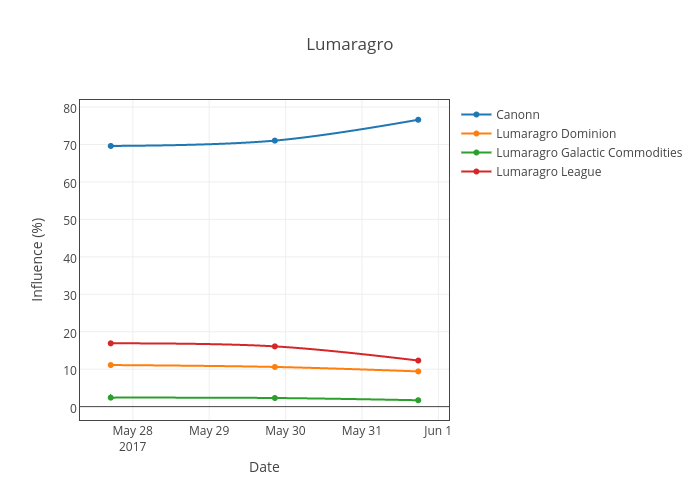 Lumaragro
Canonn
Lumaragro Dominion
Lumaragro Galactic Commodities
Lumaragro League
Influence (%)
80
70
60
50
40
30
20
10
0
May 28
2017
May 29
May 30
May 31
Jun 1
Date